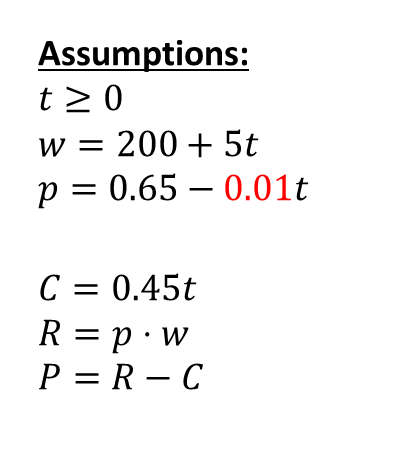 Assumptions:
t ≥ 0
w = 200 + 5t
p = 0.65 − 0.01t
C = 0.45t
R = p · w
P = R − C